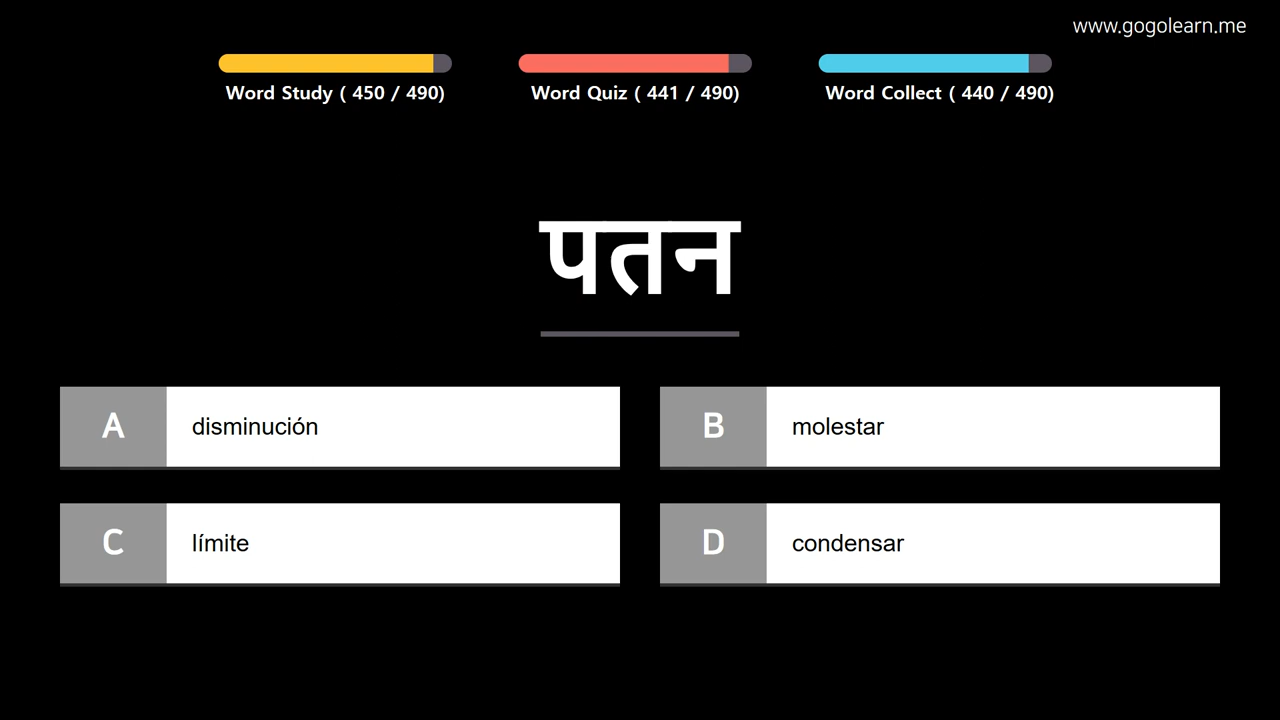 www.gogolearn.me
Word Study ( 450 / 490)
Word Quiz ( 441 / 490)
Word Collect ( 440 / 490)
पतन
A
disminución
B
molestar
C
límite
D
condensar